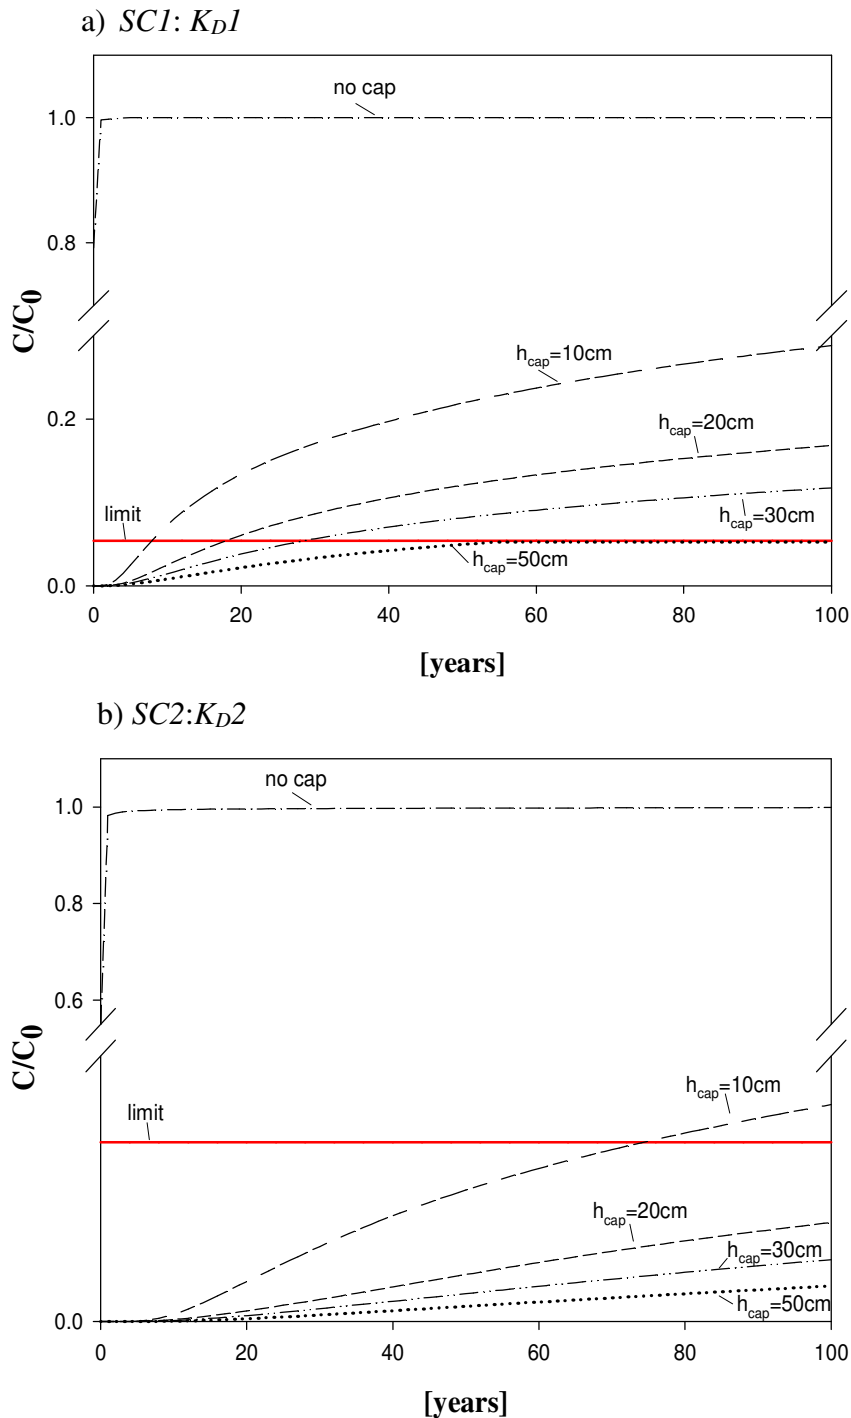 a) SC1: K_D1
no cap
1.0
0.8
C/C0
h_cap=10cm
h_cap=20cm
0.2
limit
h_cap=30cm
h_cap=50cm
0.0
0 20 40 60 80 100
[years]
b) SC2:K_D2
no cap
1.0
0.8
0.6
C/C0
h_cap=10cm
limit
h_cap=20cm
h_cap=30cm
h_cap=50cm
0.0
0 20 40 60 80 100
[years]